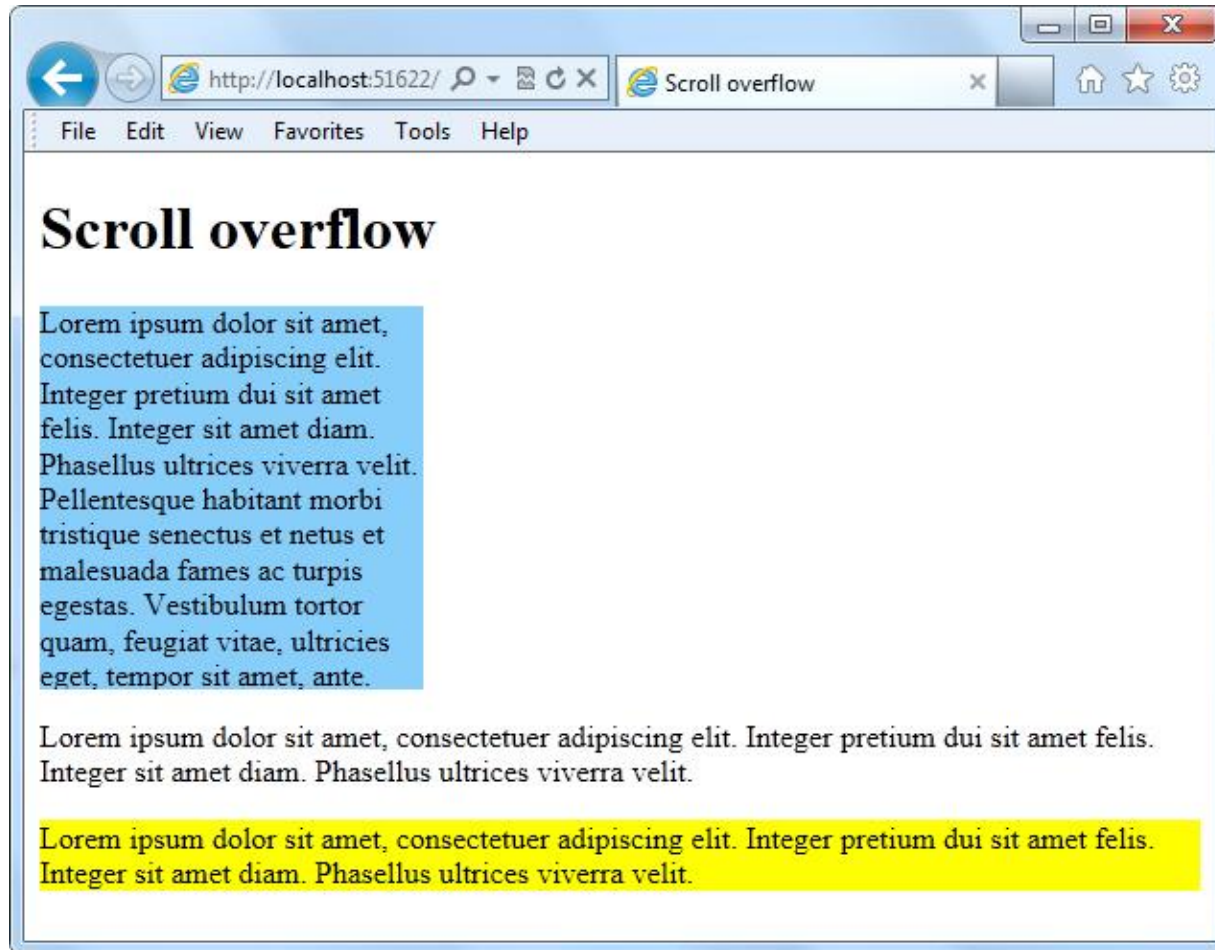 http://localhost:51622/
Scroll overflow
File Edit View Favorites Tools Help
Scroll overflow
Lorem ipsum dolor sit amet,
consectetuer adipiscing elit.
Integer pretium dui sit amet
felis. Integer sit amet diam.
Phasellus ultrices viverra velit.
Pellentesque habitant morbi
tristique senectus et netus et
malesuada fames ac turpis
egestas. Vestibulum tortor
quam, feugiat vitae, ultricies
eget, tempor sit amet, ante.
Lorem ipsum dolor sit amet, consectetuer adipiscing elit. Integer pretium dui sit amet felis.
Integer sit amet diam. Phasellus ultrices viverra velit.
Lorem ipsum dolor sit amet, consectetuer adipiscing elit. Integer pretium dui sit amet felis.
Integer sit amet diam. Phasellus ultrices viverra velit.